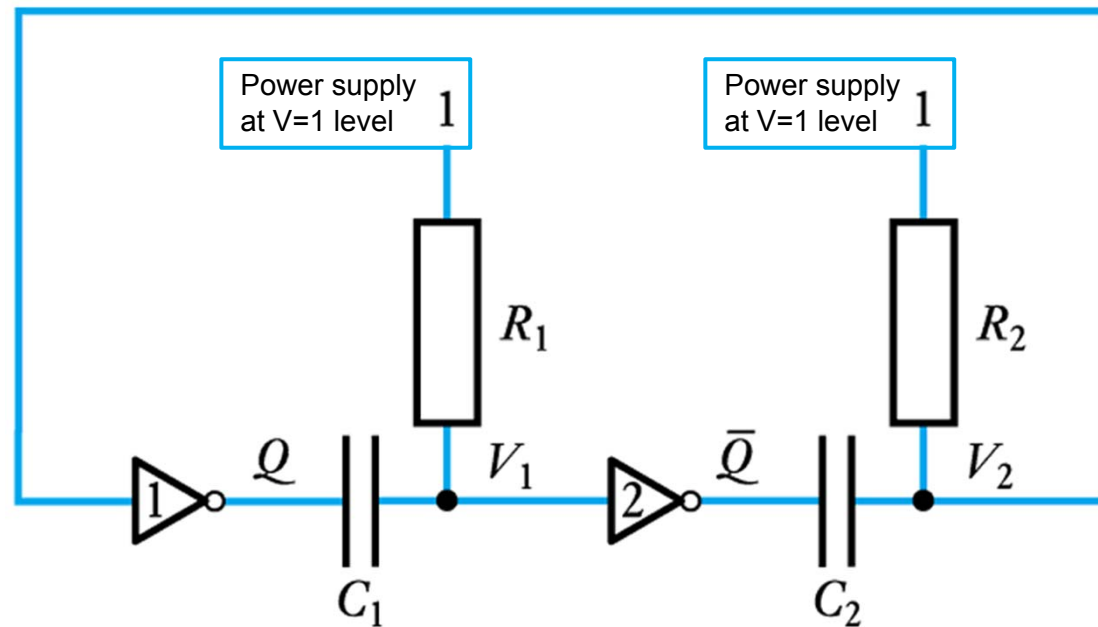 Power supply
at V=1 level 1
Power supply
at V=1 level 1
R₁
R₂
1
Q
V₁
2
Q̅
V₂
C₁
C₂